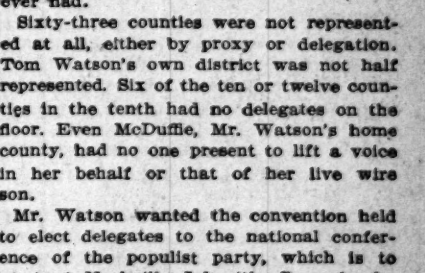 ever had.
Sixty-three counties were not represent-
ed at all, either by proxy or delegation.
Tom Watson's own district was not half
represented. Six of the ten or twelve coun-
ties in the tenth had no delegates on the
floor. Even McDuffie, Mr. Watson's home
county, had no one present to lift a voice
in her behalf or that of her live wire
son.
Mr. Watson wanted the convention held
to elect delegates to the national confer-
ence of the populist party, which is to